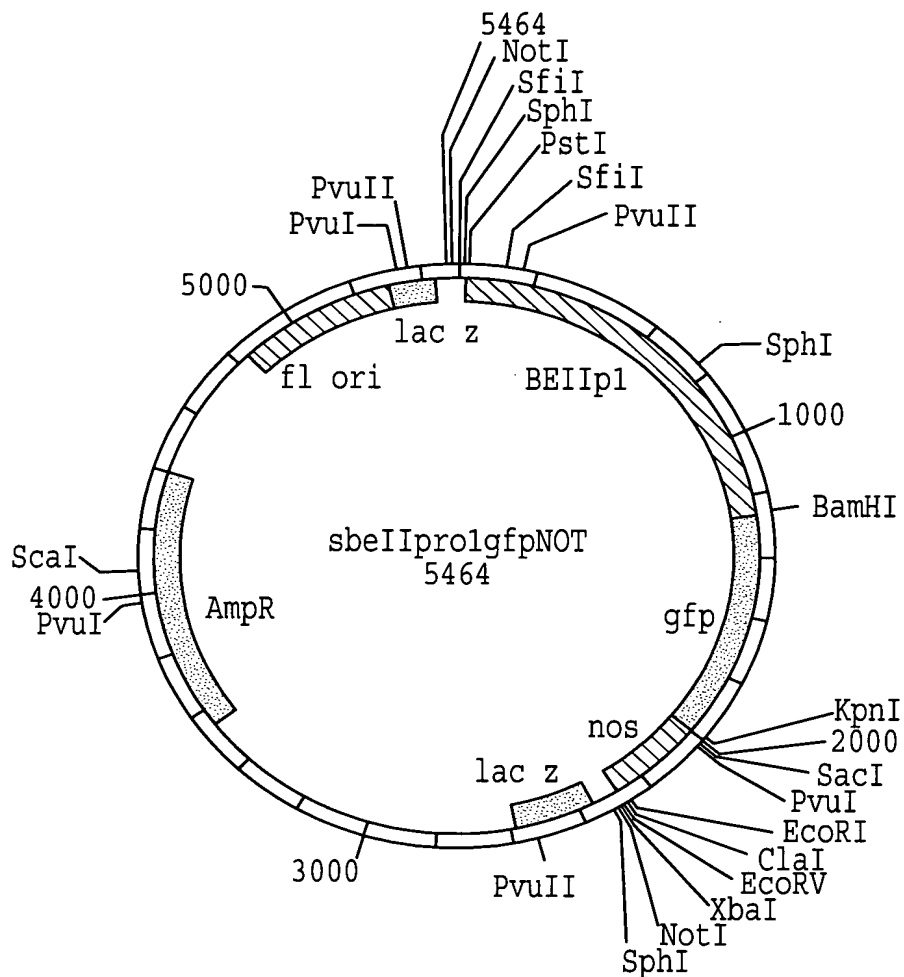 5464
NotI
SfiI
SphI
PstI
SfiI
PvuII
PvuII
PvuI
5000
lac z
fl ori
BEIIp1
SphI
1000
BamHI
sbeIIpro1gfpNOT
5464
ScaI
4000
PvuI
AmpR
gfp
KpnI
2000
SacI
PvuI
EcoRI
ClaI
EcoRV
XbaI
NotI
SphI
nos
lac z
PvuII
3000